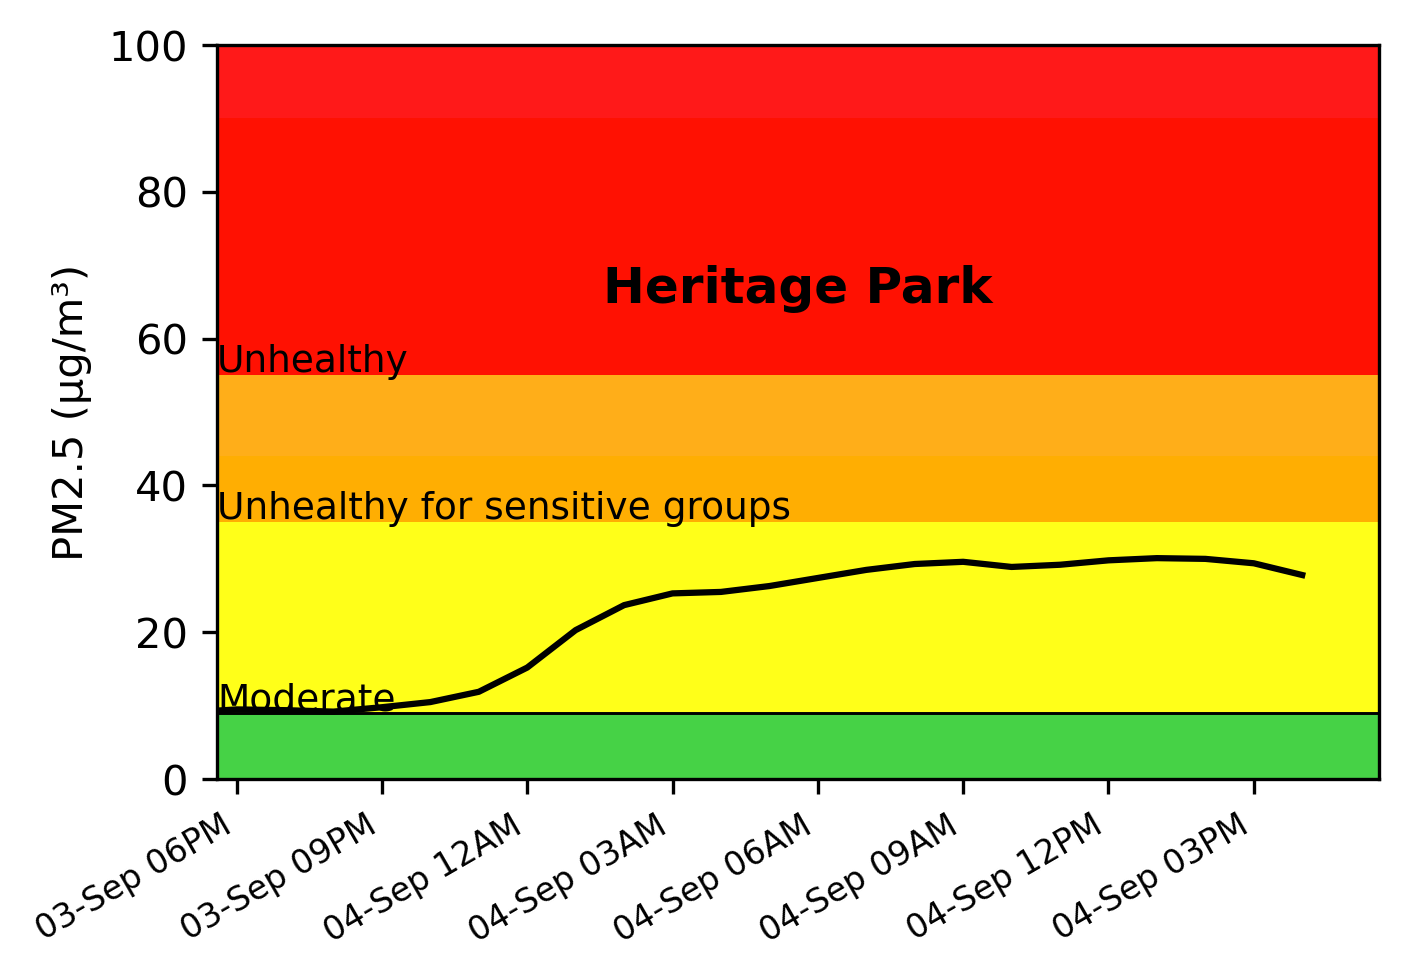 100
80
60
40
20
0
PM2.5 (µg/m³)
Heritage Park
Unhealthy
Unhealthy for sensitive groups
Moderate
03-Sep 06PM
03-Sep 09PM
04-Sep 12AM
04-Sep 03AM
04-Sep 06AM
04-Sep 09AM
04-Sep 12PM
04-Sep 03PM